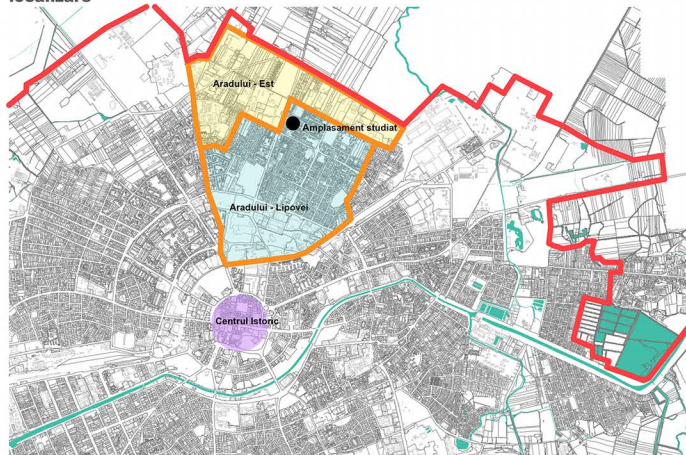 Aradului - Est
Amplasament studiat
Aradului - Lipovei
Centrul Istoric